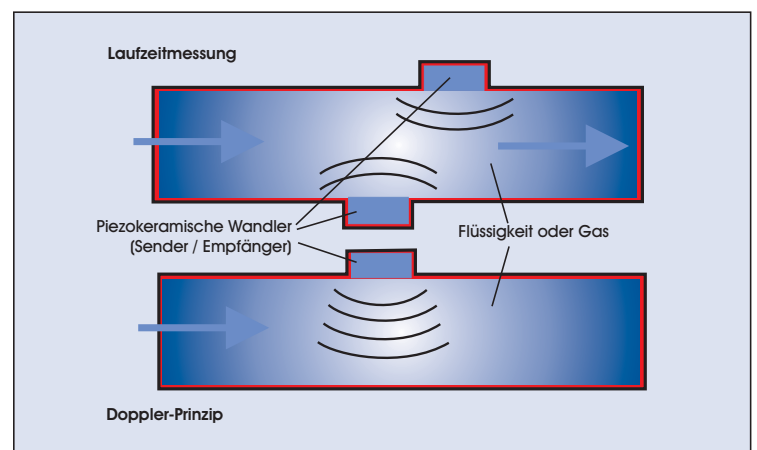 Laufzeitmessung
Piezokeramische Wandler
(Sender / Empfänger)
Flüssigkeit oder Gas
Doppler-Prinzip